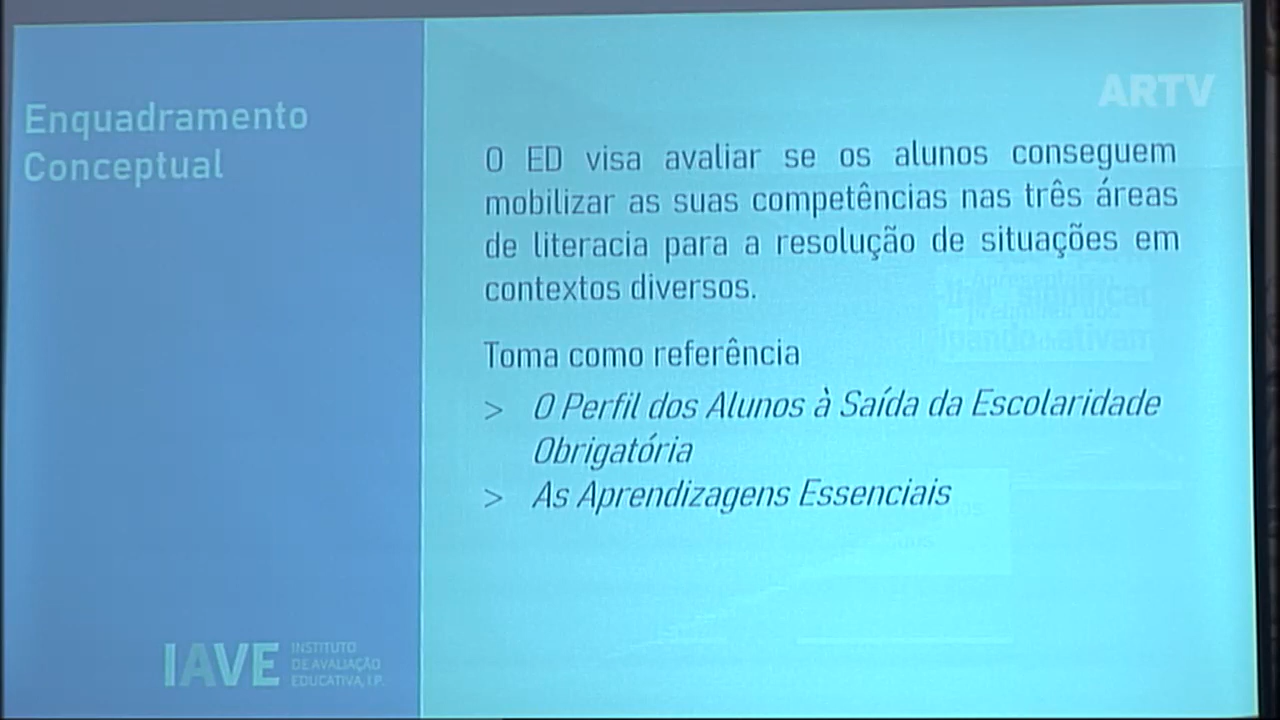 Enquadramento
Conceptual
ARTV
O ED visa avaliar se os alunos conseguem
mobilizar as suas competências nas três áreas
de literacia para a resolução de situações em
contextos diversos.
Toma como referência
> O Perfil dos Alunos à Saída da Escolaridade
Obrigatória
> As Aprendizagens Essenciais
IAVE
INSTITUTO
DE AVALIAÇÃO
EDUCATIVA, I.P.